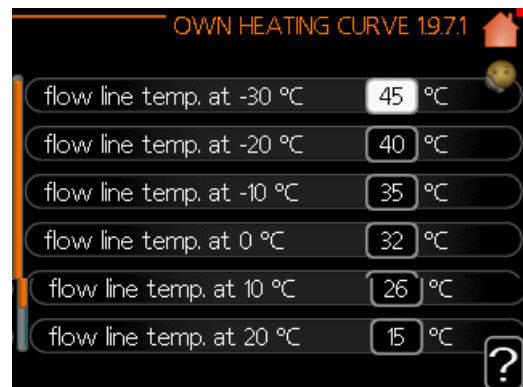 OWN HEATING CURVE 1.9.7.1
flow line temp. at -30 °C 45 °C
flow line temp. at -20 °C 40 °C
flow line temp. at -10 °C 35 °C
flow line temp. at 0 °C 32 °C
flow line temp. at 10 °C 26 °C
flow line temp. at 20 °C 15 °C
?